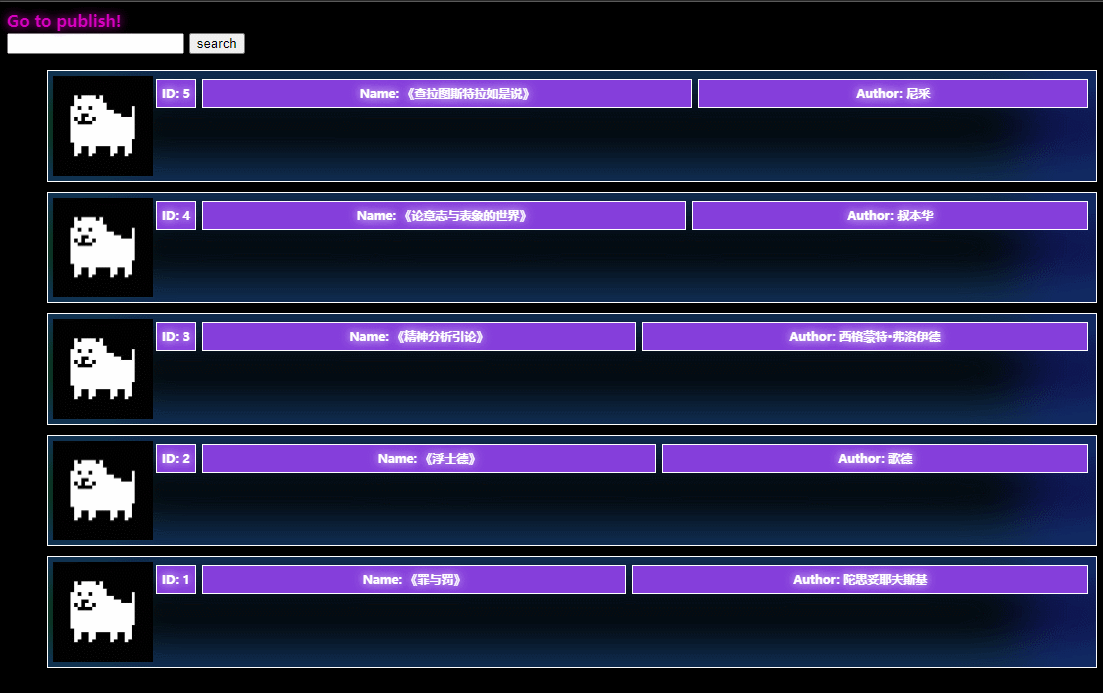 Go to publish!
search
ID: 5 Name: 《查拉图斯特拉如是说》 Author: 尼采
ID: 4 Name: 《论意志与表象的世界》 Author: 叔本华
ID: 3 Name: 《精神分析引论》 Author: 西格蒙特·弗洛伊德
ID: 2 Name: 《浮士德》 Author: 歌德
ID: 1 Name: 《罪与罚》 Author: 陀思妥耶夫斯基